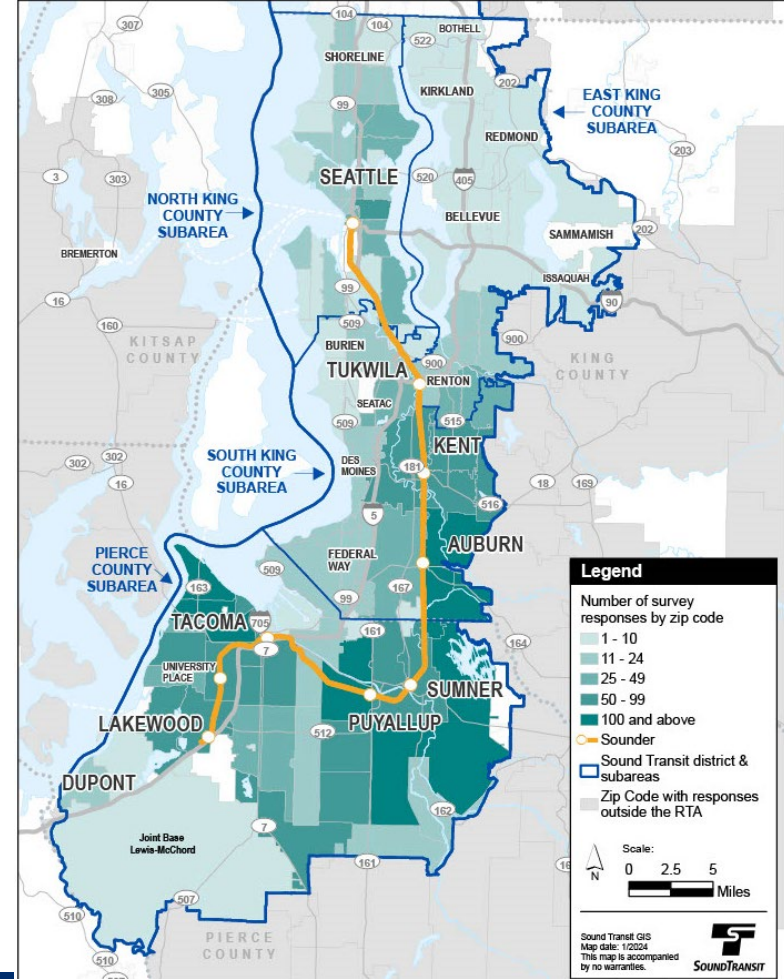 104
104
307
BOTHELL
522
SHORELINE
202
KIRKLAND
EAST KING
COUNTY
SUBAREA
305
308
99
REDMOND
203
SEATTLE
3
303
520
405
NORTH KING
COUNTY
SUBAREA
BELLEVUE
202
SAMMAMISH
BREMERTON
ISSAQUAH
99
90
16
509
160
BURIEN
900
KITSAP
COUNTY
TUKWILA
900
KING
COUNTY
RENTON
SEATAC
509
515
KENT
SOUTH KING
COUNTY
SUBAREA
DES
MOINES
181
302
302
16
18
169
516
5
AUBURN
PIERCE
COUNTY
SUBAREA
FEDERAL
WAY
509
163
167
99
TACOMA
705
161
164
7
UNIVERSITY
PLACE
SUMNER
LAKEWOOD
PUYALLUP
512
DUPONT
162
7
Joint Base
Lewis-McChord
161
507
510
510
PIERCE
COUNTY
Legend
Number of survey
responses by zip code
1 - 10
11 - 24
25 - 49
50 - 99
100 and above
Sounder
Sound Transit district &
subareas
Zip Code with responses
outside the RTA
N
Scale:
0 2.5 5
Miles
Sound Transit GIS
Map date: 1/2024
This map is accompanied
by no warranties.
SOUNDTRANSIT